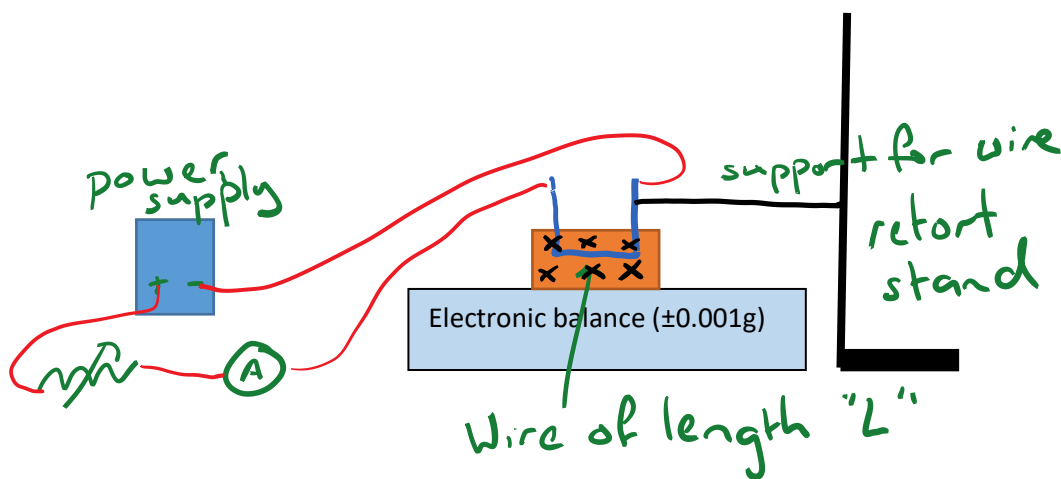 power
supply
+ -
A
support for wire
retort
stand
Electronic balance (±0.001g)
Wire of length "L"